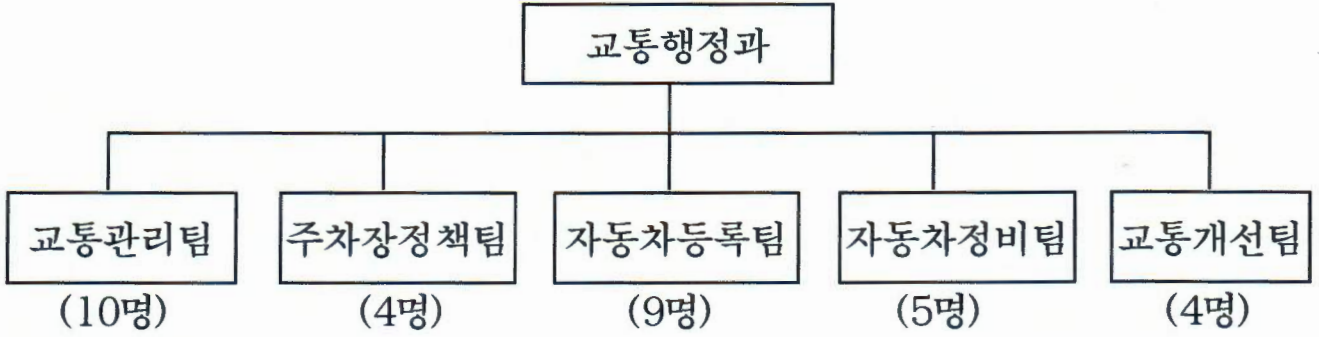 교통행정과
교통관리팀 주차장정책팀 자동차등록팀 자동차정비팀 교통개선팀
(10명) (4명) (9명) (5명) (4명)